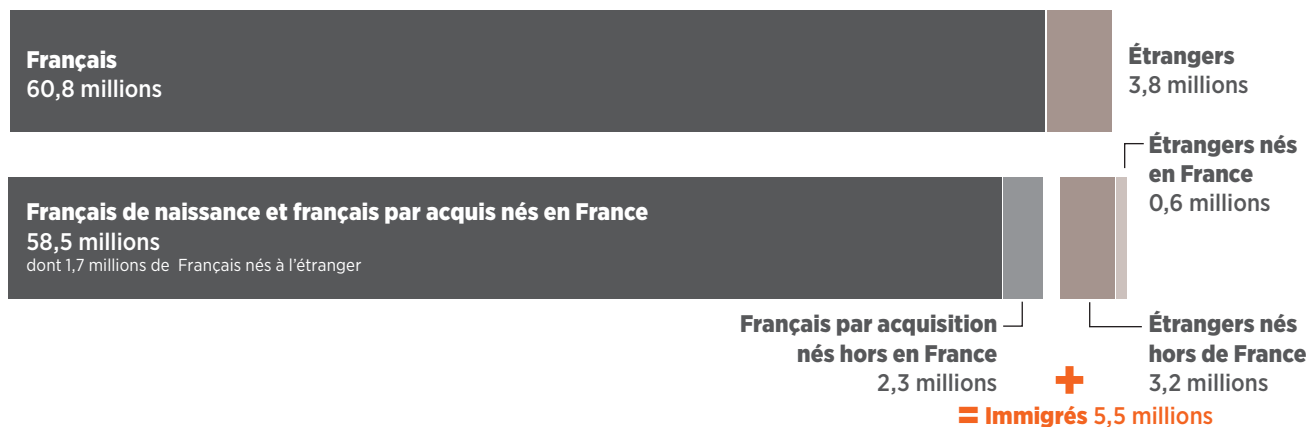 Français
60,8 millions
Étrangers
3,8 millions
Étrangers nés
en France
0,6 millions
Français de naissance et français par acquis nés en France
58,5 millions
dont 1,7 millions de Français nés à l'étranger
Français par acquisition
nés hors en France
2,3 millions
Étrangers nés
hors de France
3,2 millions
+
= Immigrés 5,5 millions